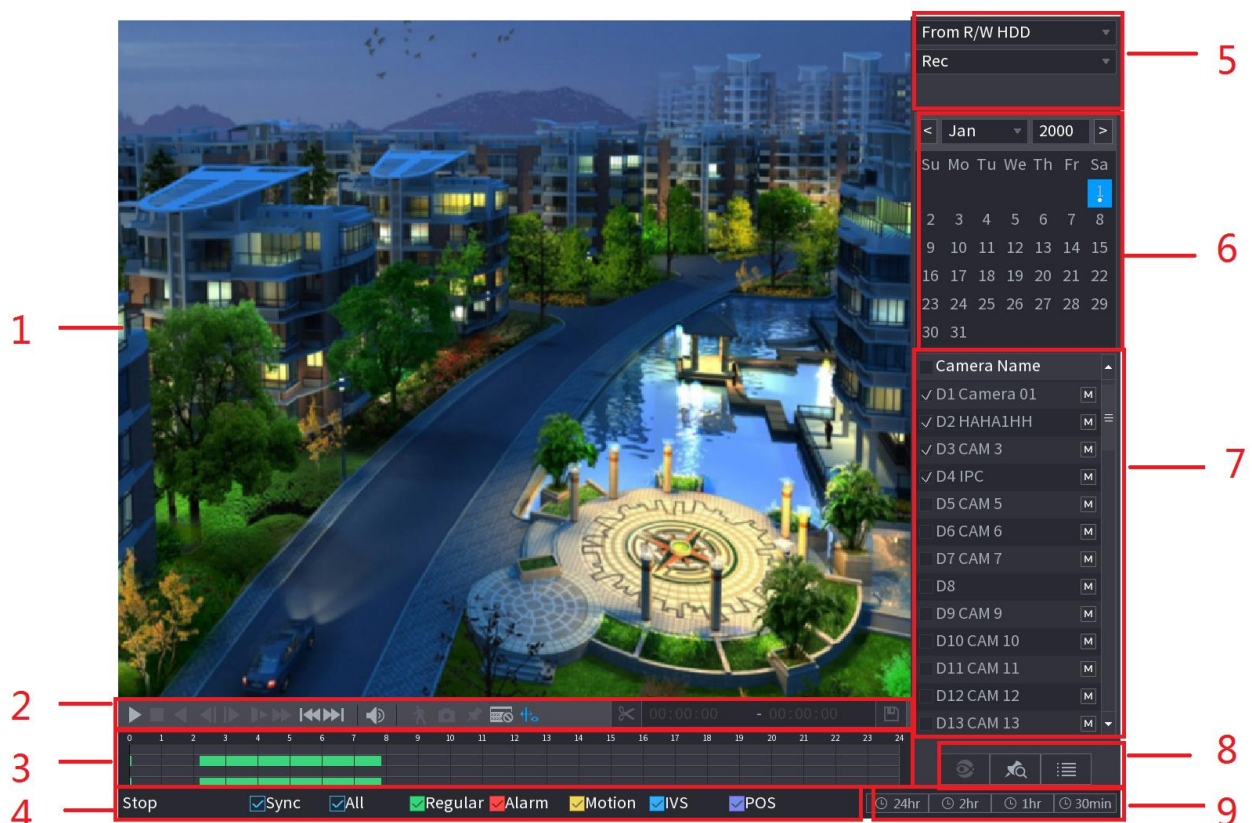 From R/W HDD
5
Rec
< Jan 2000 >
Su Mo Tu We Th Fr Sa
1
2 3 4 5 6 7 8
9 10 11 12 13 14 15
6
16 17 18 19 20 21 22
23 24 25 26 27 28 29
30 31
1
Camera Name
D1 Camera 01 M
D2 HAHA1HH M
D3 CAM 3 M
7
D4 IPC M
D5 CAM 5 M
D6 CAM 6 M
D7 CAM 7 M
D8 M
D9 CAM 9 M
D10 CAM 10 M
D11 CAM 11 M
D12 CAM 12 M
D13 CAM 13 M
2
00:00:00 - 00:00:00
0 1 2 3 4 5 6 7 8 9 10 11 12 13 14 15 16 17 18 19 20 21 22 23 24
3
8
4
Stop Sync All Regular Alarm Motion IVS POS
24hr 2hr 1hr 30min
9